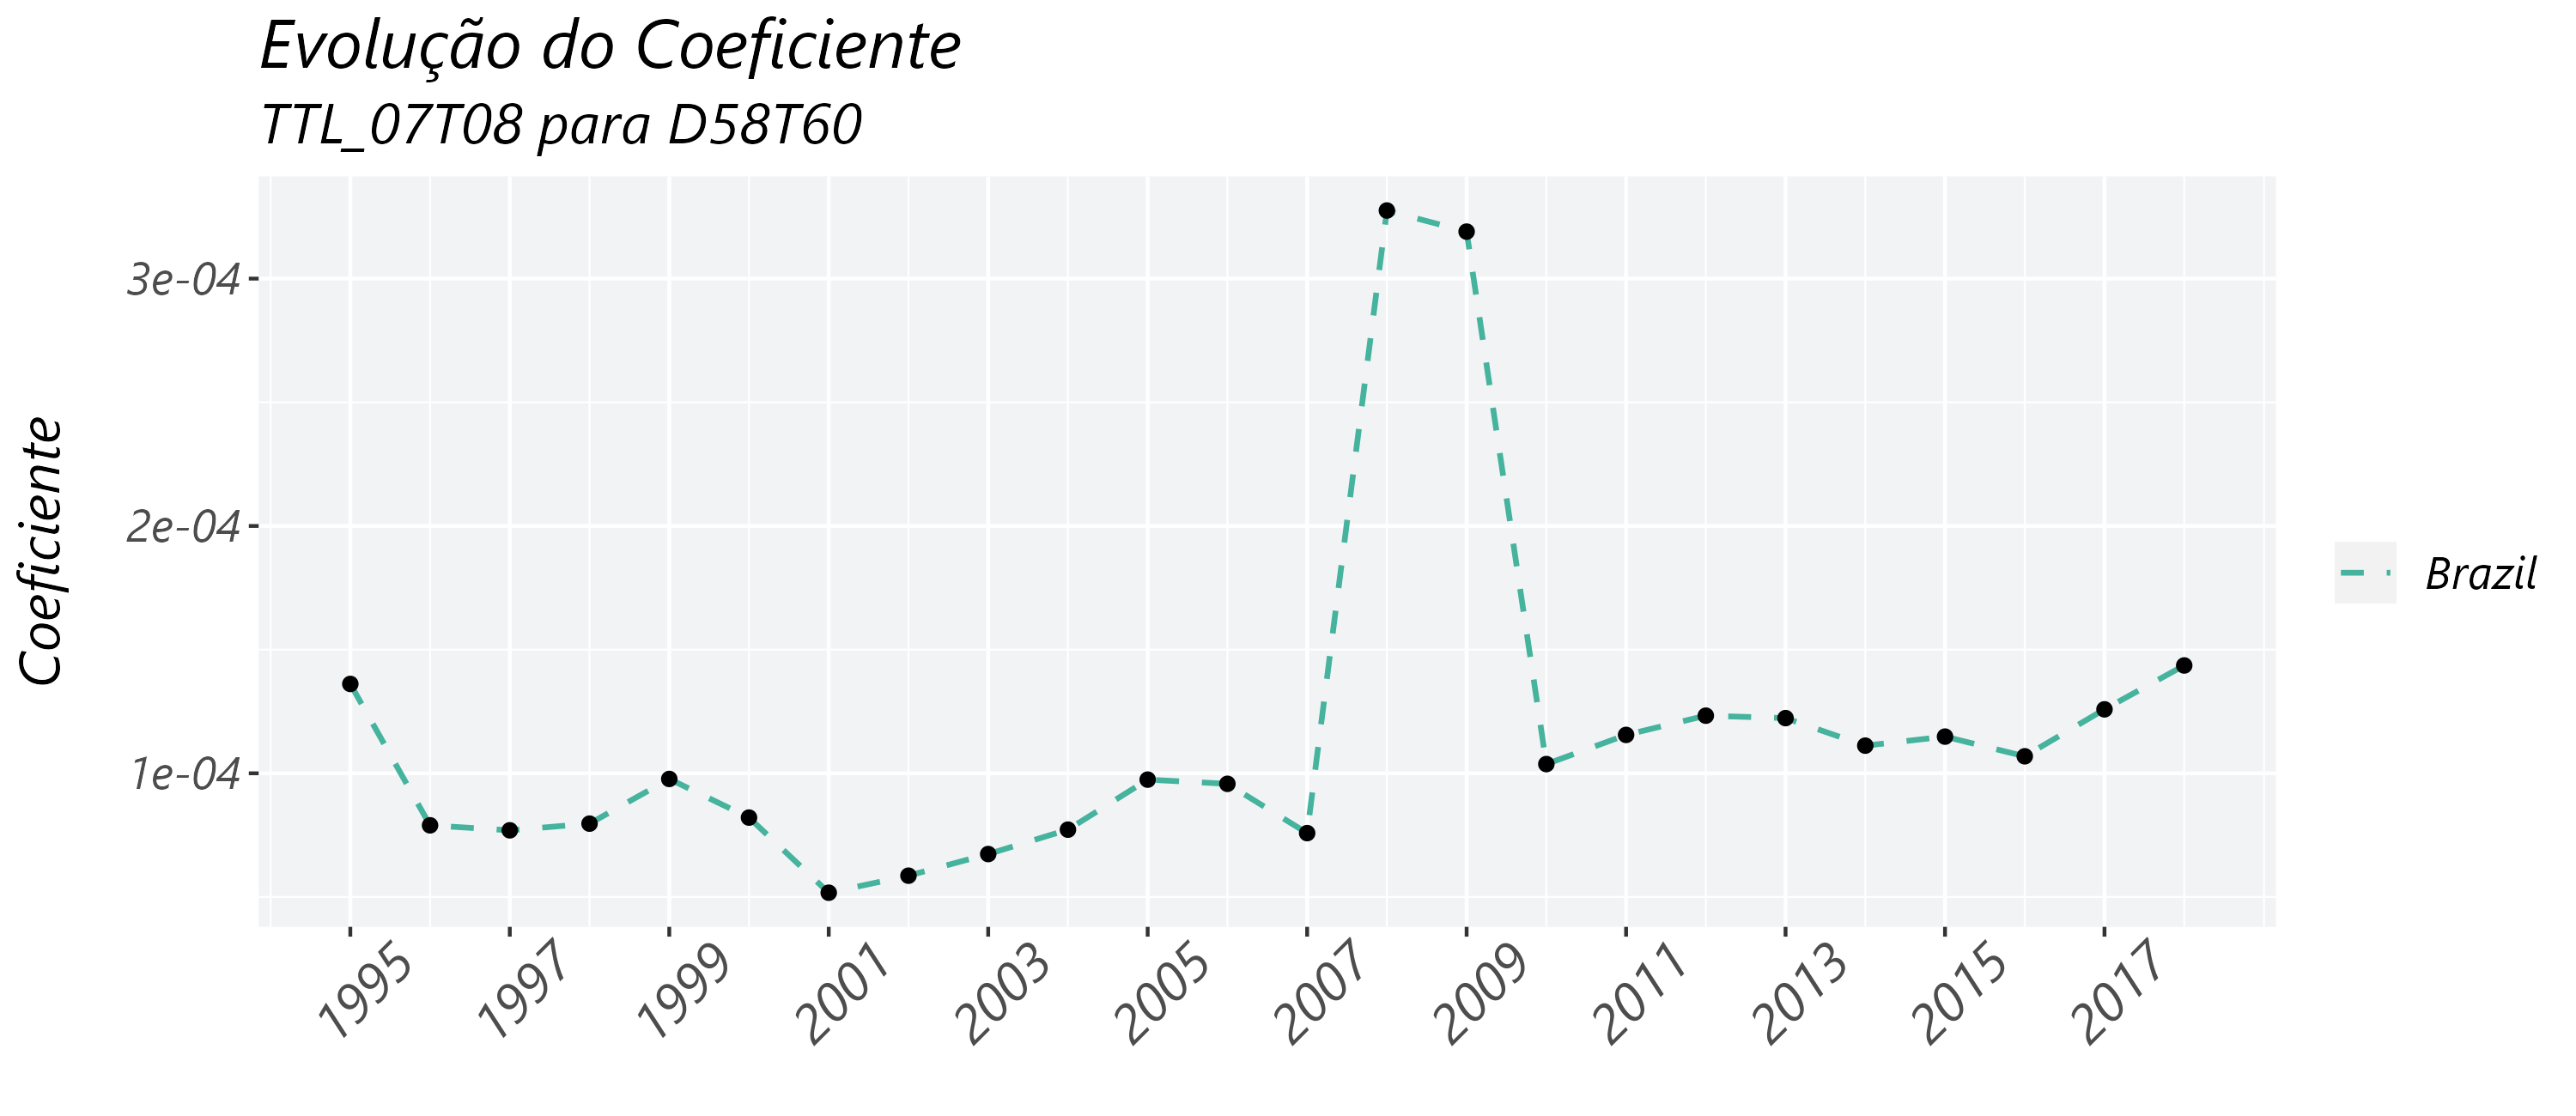 Evolução do Coeficiente
TTL_07T08 para D58T60
Coeficiente
3e-04
2e-04
1e-04
1995
1997
1999
2001
2003
2005
2007
2009
2011
2013
2015
2017
Brazil